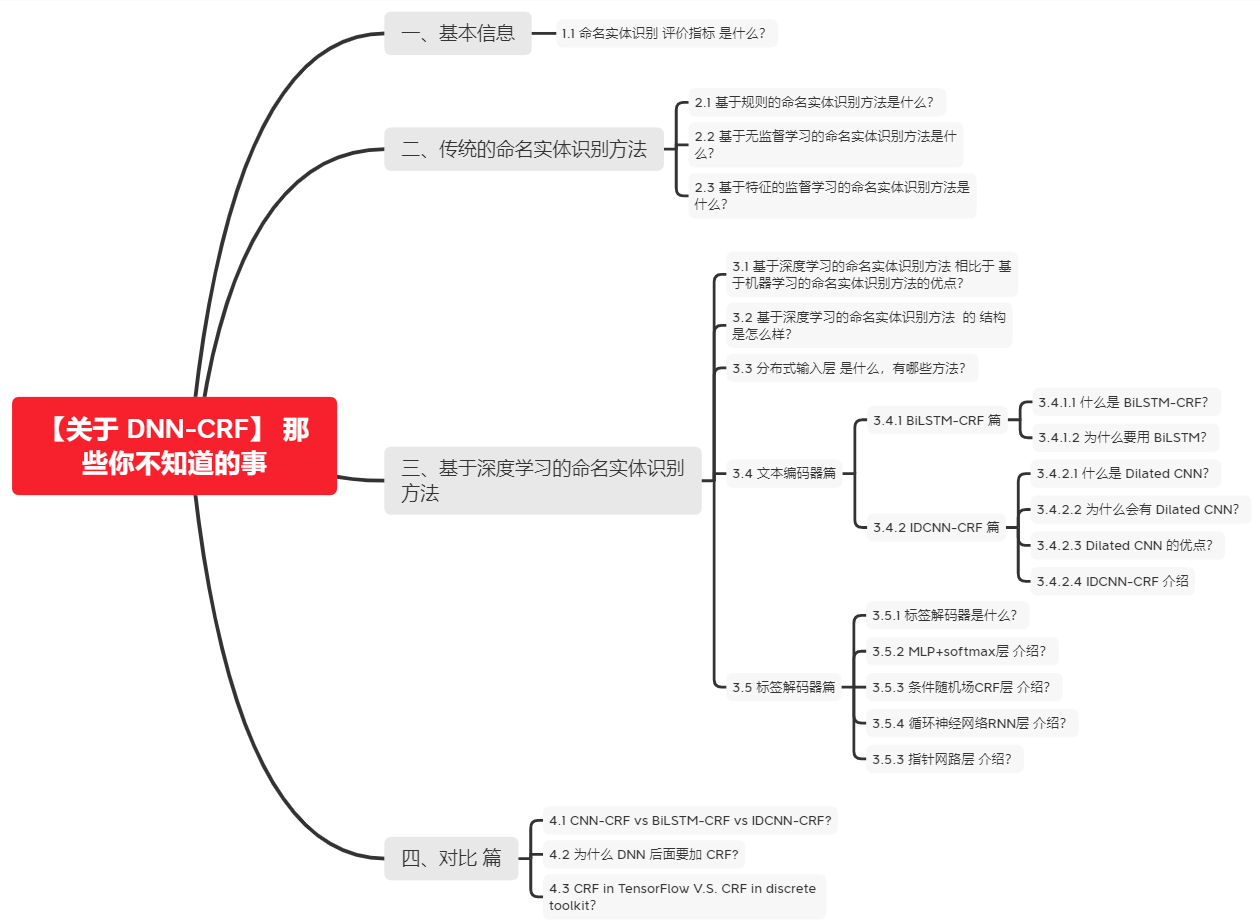 一、基本信息
1.1 命名实体识别 评价指标 是什么？
二、传统的命名实体识别方法
2.1 基于规则的命名实体识别方法是什么？
2.2 基于无监督学习的命名实体识别方法是什
么？
2.3 基于特征的监督学习的命名实体识别方法是
什么？
【关于 DNN-CRF】 那
些你不知道的事
三、基于深度学习的命名实体识别
方法
3.1 基于深度学习的命名实体识别方法 相比于 基
于机器学习的命名实体识别方法的优点？
3.2 基于深度学习的命名实体识别方法 的 结构
是怎么样？
3.3 分布式输入层 是什么，有哪些方法？
3.4 文本编码器篇
3.4.1 BiLSTM-CRF 篇
3.4.1.1 什么是 BiLSTM-CRF？
3.4.1.2 为什么要用 BiLSTM？
3.4.2 IDCNN-CRF 篇
3.4.2.1 什么是 Dilated CNN？
3.4.2.2 为什么会有 Dilated CNN？
3.4.2.3 Dilated CNN 的优点？
3.4.2.4 IDCNN-CRF 介绍
3.5 标签解码器篇
3.5.1 标签解码器是什么？
3.5.2 MLP+softmax层 介绍？
3.5.3 条件随机场CRF层 介绍？
3.5.4 循环神经网络RNN层 介绍？
3.5.3 指针网路层 介绍？
四、对比 篇
4.1 CNN-CRF vs BiLSTM-CRF vs IDCNN-CRF?
4.2 为什么 DNN 后面要加 CRF?
4.3 CRF in TensorFlow V.S. CRF in discrete
toolkit?